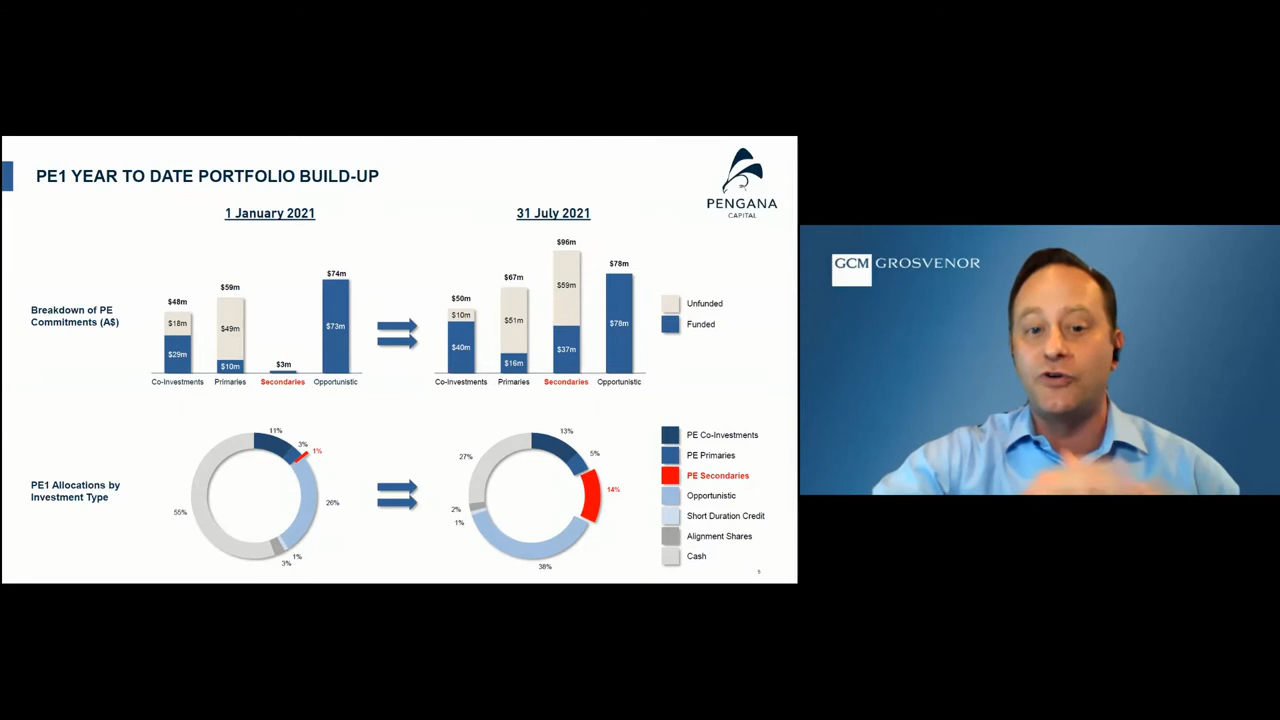 PE1 YEAR TO DATE PORTFOLIO BUILD-UP
PENGANA
CAPITAL
1 January 2021
31 July 2021
Breakdown of PE
Commitments (A$)
$48m
$18m
$29m
$59m
$49m
$10m
$3m
$74m
$73m
Co-Investments
Primaries
Secondaries
Opportunistic
$50m
$10m
$40m
$67m
$51m
$16m
$96m
$59m
$37m
$78m
$78m
Co-Investments
Primaries
Secondaries
Opportunistic
Unfunded
Funded
PE1 Allocations by
Investment Type
11%
3%
1%
26%
1%
3%
55%
13%
5%
14%
38%
1%
2%
27%
PE Co-Investments
PE Primaries
PE Secondaries
Opportunistic
Short Duration Credit
Alignment Shares
Cash
GCM GROSVENOR